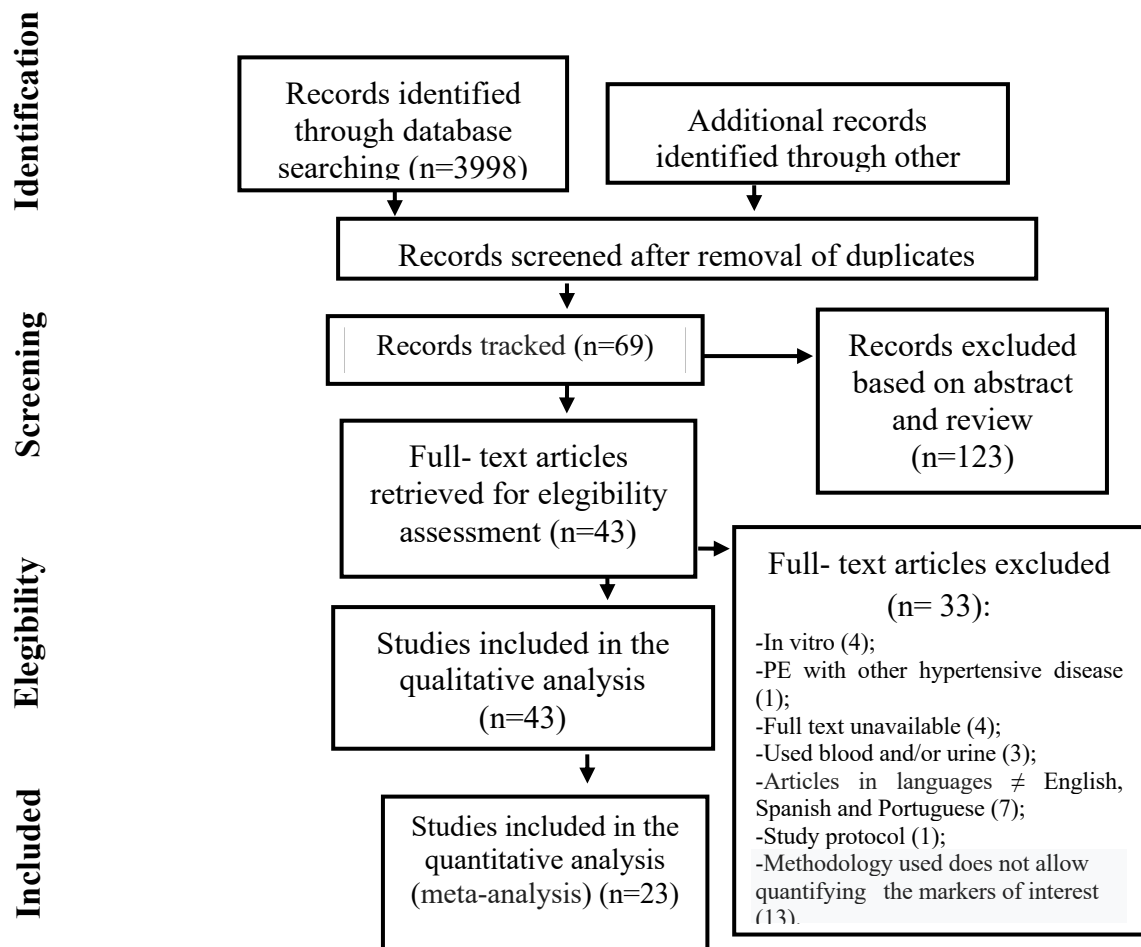 Identification
Records identified
through database
searching (n=3998)
Additional records
identified through other
Records screened after removal of duplicates
Screening
Records tracked (n=69)
Records excluded
based on abstract
and review
(n=123)
Full- text articles
retrieved for elegibility
assessment (n=43)
Elegibility
Full- text articles excluded
(n= 33):
-In vitro (4);
-PE with other hypertensive disease
(1);
-Full text unavailable (4);
-Used blood and/or urine (3);
-Articles in languages ≠ English,
Spanish and Portuguese (7);
-Study protocol (1);
-Methodology used does not allow
quantifying the markers of interest
(13).
Studies included in the
qualitative analysis
(n=43)
Included
Studies included in the
quantitative analysis
(meta-analysis) (n=23)